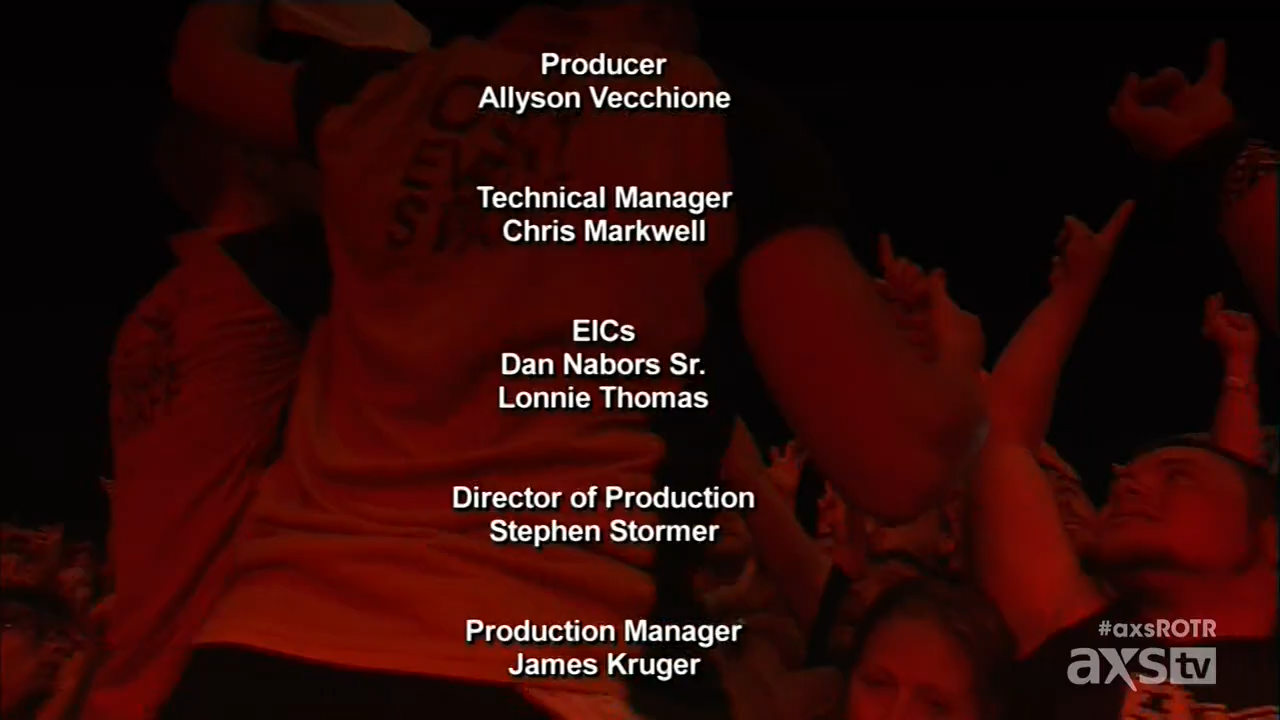 Producer
Allyson Vecchione
Technical Manager
Chris Markwell
EICs
Dan Nabors Sr.
Lonnie Thomas
Director of Production
Stephen Stormer
Production Manager
James Kruger
#axsROTR
axs tv